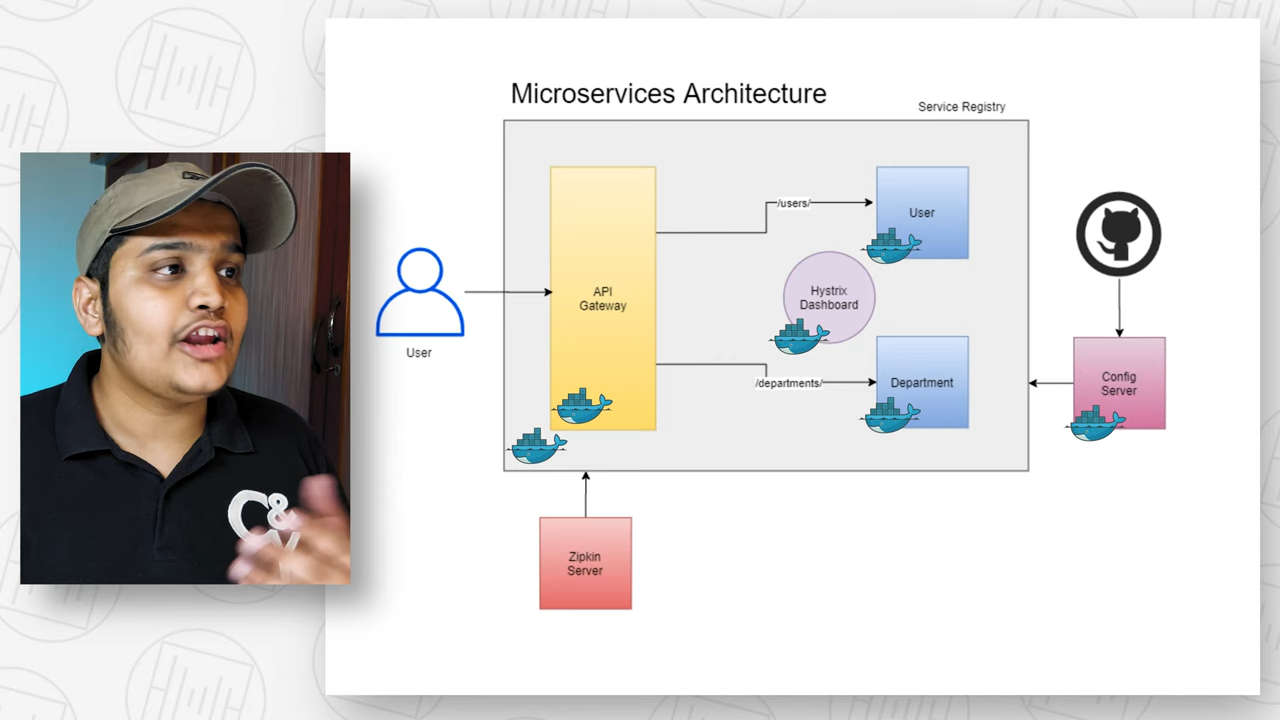 Microservices Architecture
Service Registry
/users/
User
API
Gateway
Hystrix
Dashboard
User
/departments/
Department
Config
Server
Zipkin
Server